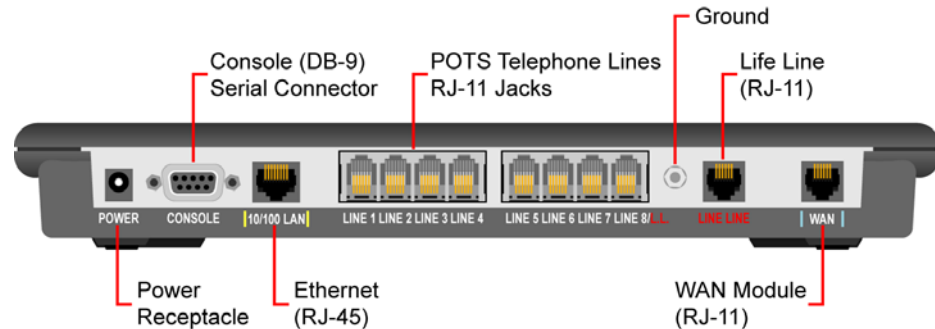 Ground
Console (DB-9)
Serial Connector
POTS Telephone Lines
RJ-11 Jacks
Life Line
(RJ-11)
POWER
CONSOLE
10/100 LAN
LINE 1 LINE 2 LINE 3 LINE 4
LINE 5 LINE 6 LINE 7 LINE 8/L.L.
LINE LINE
WAN
Power
Receptacle
Ethernet
(RJ-45)
WAN Module
(RJ-11)